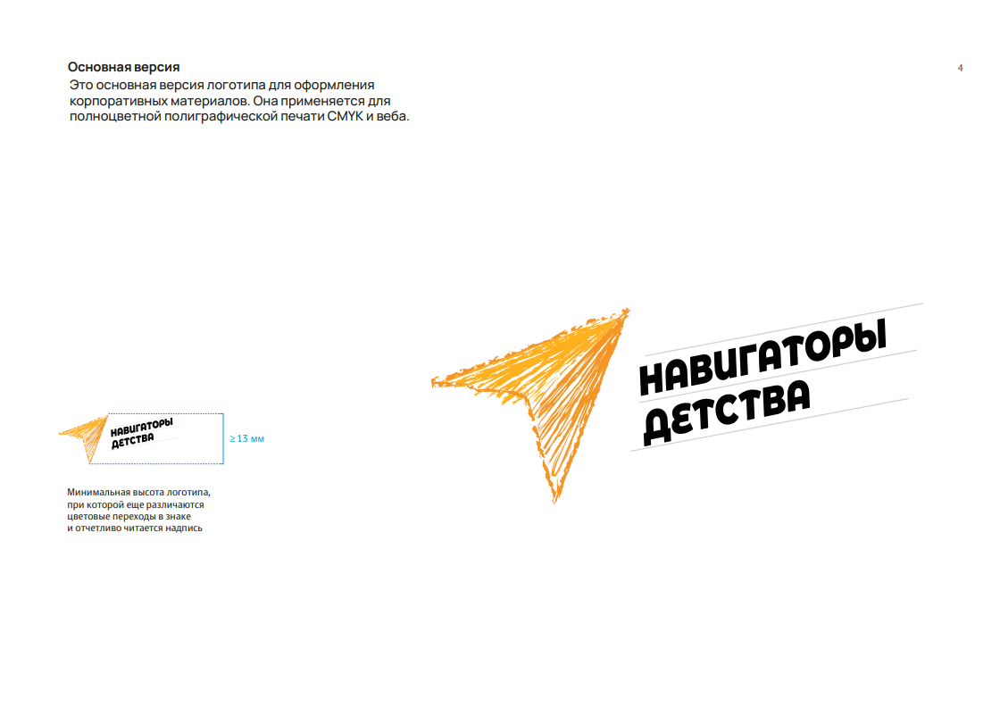 Основная версия
4
Это основная версия логотипа для оформления
корпоративных материалов. Она применяется для
полноцветной полиграфической печати CMYK и веба.
НАВИГАТОРЫ
ДЕТСТВА
НАВИГАТОРЫ
ДЕТСТВА
≥13 мм
Минимальная высота логотипа,
при которой еще различаются
цветовые переходы в знаке
и отчетливо читается надпись